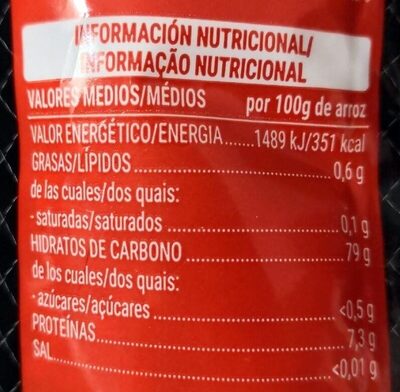 INFORMACIÓN NUTRICIONAL/
INFORMAÇÃO NUTRICIONAL
VALORES MEDIOS/MÉDIOS por 100g de arroz
VALOR ENERGÉTICO/ENERGIA......1489 kJ/351 kcal
GRASAS/LÍPIDOS..........0,6 g
de las cuales/dos quais:
- saturadas/saturados..........0,1 g
HIDRATOS DE CARBONO..........79 g
de los cuales/dos quais:
- azúcares/açúcares..........<0,5 g
PROTEÍNAS..........7,3 g
SAL..........<0,01 g